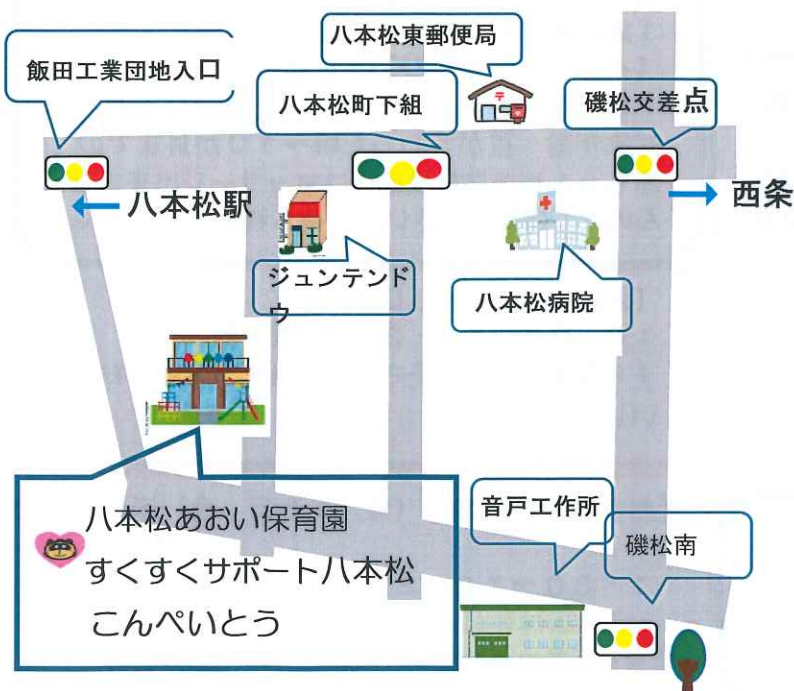 八本松東郵便局
飯田工業団地入口
八本松町下組
磯松交差点
〒
八本松駅
西条
ジュンテンド
ウ
八本松病院
八本松あおい保育園
すくすくサポート八本松
こんぺいとう
音戸工作所
磯松南